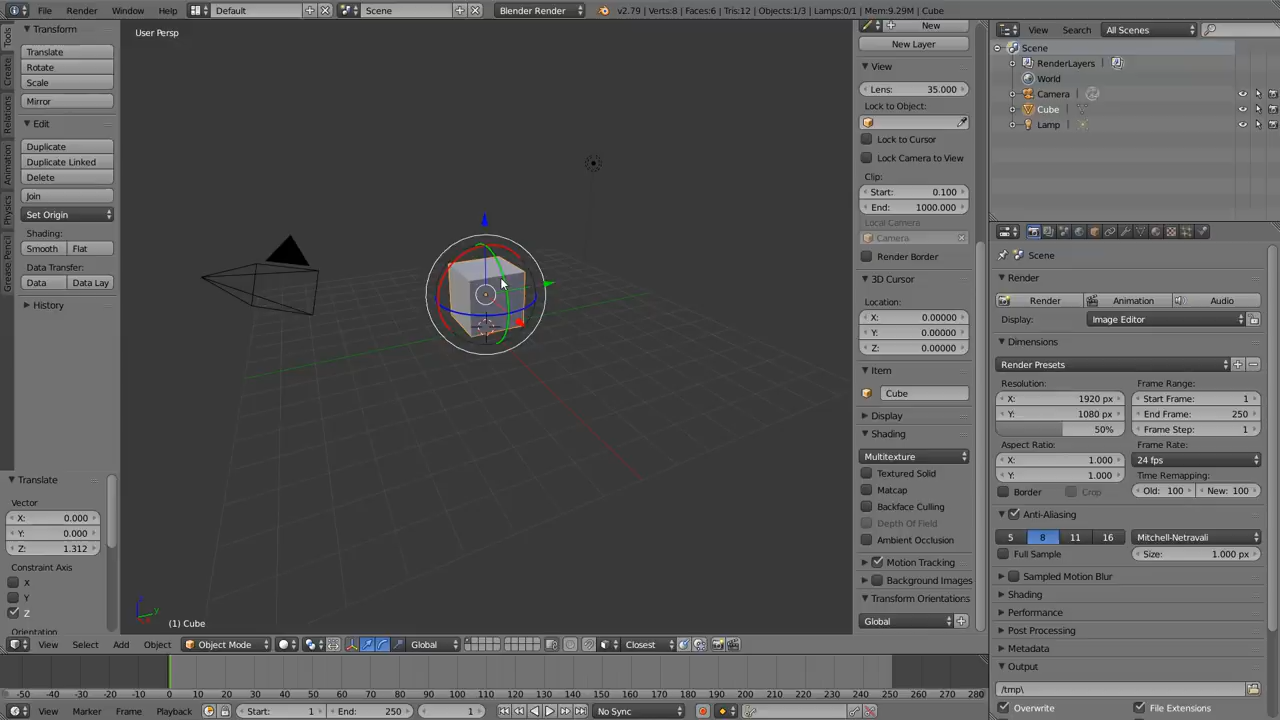 File Render Window Help Default Scene Blender Render v2.79 | Verts:8 | Faces:6 | Tris:12 | Objects:1/3 | Lamps:0/1 | Mem:9.29M | Cube
Tools
Create
Relations
Animation
Physics
Grease Pencil
Transform
Translate
Rotate
Scale
Mirror
Edit
Duplicate
Duplicate Linked
Delete
Join
Set Origin
Shading:
Smooth Flat
Data Transfer:
Data Data Lay
History
Translate
Vector
X: 0.000
Y: 0.000
Z: 1.312
Constraint Axis
X
Y
Z
Orientation
User Persp
(1) Cube
New
New Layer
View
Lens: 35.000
Lock to Object:
Lock to Cursor
Lock Camera to View
Clip:
Start: 0.100
End: 1000.000
Local Camera
Camera
Render Border
3D Cursor
Location:
X: 0.00000
Y: 0.00000
Z: 0.00000
Item
Cube
Display
Shading
Multitexture
Textured Solid
Matcap
Backface Culling
Depth Of Field
Ambient Occlusion
Motion Tracking
Background Images
Transform Orientations
Global
View Search All Scenes
Scene
RenderLayers
World
Camera
Cube
Lamp
Scene
Render
Render Animation Audio
Display: Image Editor
Dimensions
Render Presets
Resolution: Frame Range:
X: 1920 px Start Frame: 1
Y: 1080 px End Frame: 250
50% Frame Step: 1
Aspect Ratio: Frame Rate:
X: 1.000 24 fps
Y: 1.000 Time Remapping:
Border Crop Old: 100 New: 100
Anti-Aliasing
5 8 11 16 Mitchell-Netravali
Full Sample Size: 1.000 px
Sampled Motion Blur
Shading
Performance
Post Processing
Metadata
Output
/tmp\
Overwrite File Extensions
View Select Add Object Object Mode Global Closest
-50 -40 -30 -20 -10 0 10 20 30 40 50 60 70 80 90 100 110 120 130 140 150 160 170 180 190 200 210 220 230 240 250 260 270 280
View Marker Frame Playback Start: 1 End: 250 1 No Sync